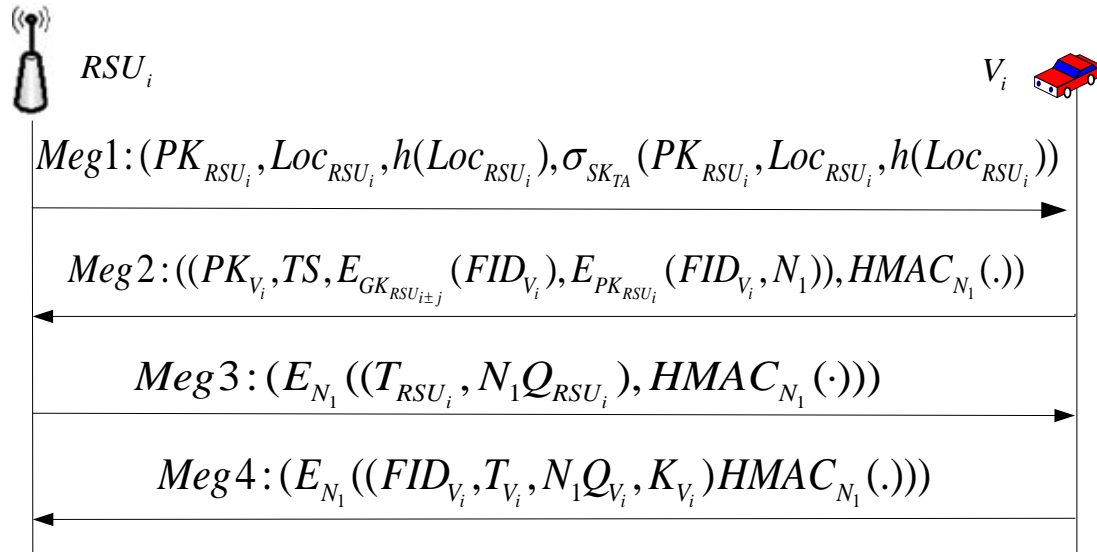 RSU_i
V_i
Meg1:(PK_{RSU_i},Loc_{RSU_i},h(Loc_{RSU_i}),σ_{SK_{TA}}(PK_{RSU_i},Loc_{RSU_i},h(Loc_{RSU_i}))
Meg2:((PK_{V_i},TS,E_{GK_{RSU_{i±j}}}(FID_{V_i}),E_{PK_{RSU_i}}(FID_{V_i},N_1)),HMAC_{N_1}(.))
Meg3:(E_{N_1}((T_{RSU_i},N_1Q_{RSU_i}),HMAC_{N_1}(·)))
Meg4:(E_{N_1}((FID_{V_i},T_{V_i},N_1Q_{V_i},K_{V_i})HMAC_{N_1}(.)))